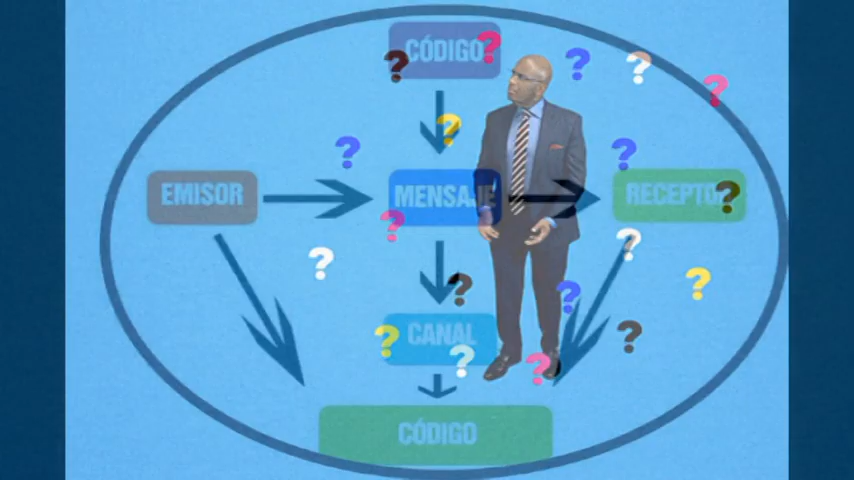 CÓDIGO
EMISOR
MENSAJE
RECEPTO
CANAL
CÓDIGO